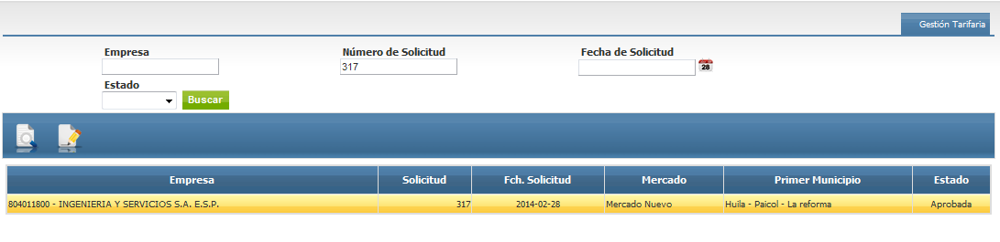 Gestión Tarifaria
Empresa Número de Solicitud Fecha de Solicitud
317
28
Estado
Buscar
Empresa Solicitud Fch. Solicitud Mercado Primer Municipio Estado
804011800 - INGENIERIA Y SERVICIOS S.A. E.S.P. 317 2014-02-28 Mercado Nuevo Huila - Paicol - La reforma Aprobada